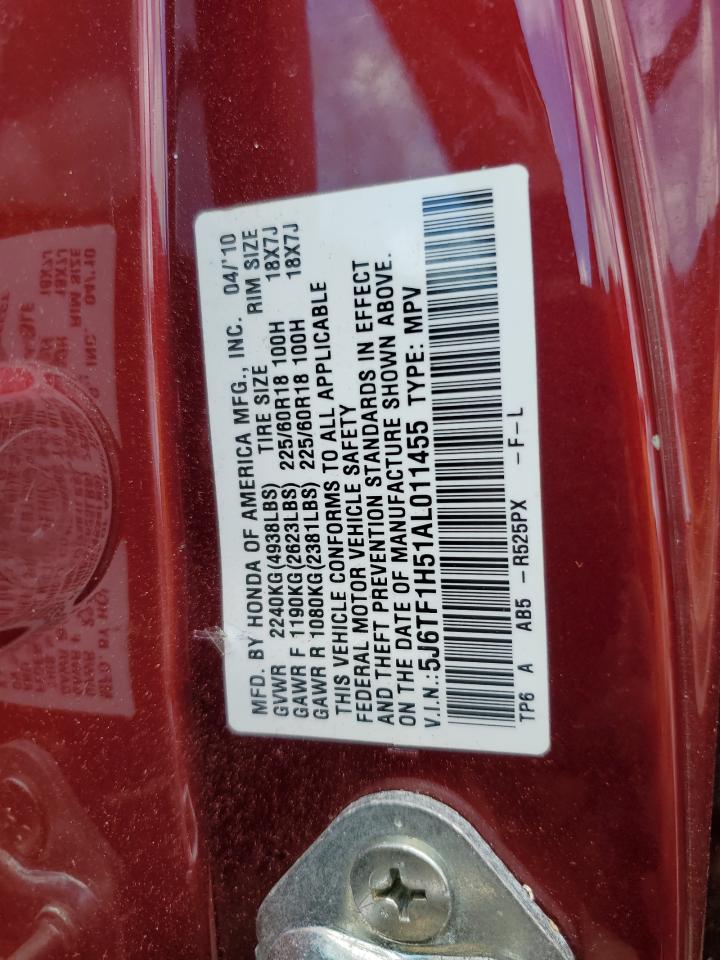 MFD. BY HONDA OF AMERICA MFG., INC. 04/'10
GVWR 2240KG(4938LBS) TIRE SIZE RIM SIZE
GAWR F 1190KG(2623LBS) 225/60R18 100H 18X7J
GAWR R 1080KG(2381LBS) 225/60R18 100H 18X7J
THIS VEHICLE CONFORMS TO ALL APPLICABLE
FEDERAL MOTOR VEHICLE SAFETY
AND THEFT PREVENTION STANDARDS IN EFFECT
ON THE DATE OF MANUFACTURE SHOWN ABOVE.
V.I.N.:5J6TF1H51AL011455 TYPE: MPV
TP6 A AB5 -R525PX -F-L